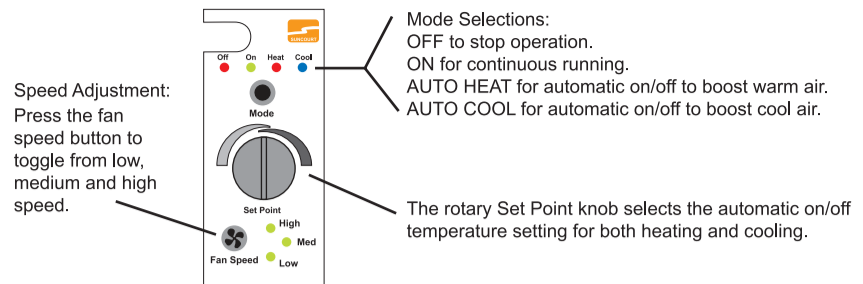 SUNCOURT
Off On Heat Cool
Mode
Set Point
High
Med
Low
Fan Speed
Mode Selections:
OFF to stop operation.
ON for continuous running.
AUTO HEAT for automatic on/off to boost warm air.
AUTO COOL for automatic on/off to boost cool air.
Speed Adjustment:
Press the fan
speed button to
toggle from low,
medium and high
speed.
The rotary Set Point knob selects the automatic on/off
temperature setting for both heating and cooling.